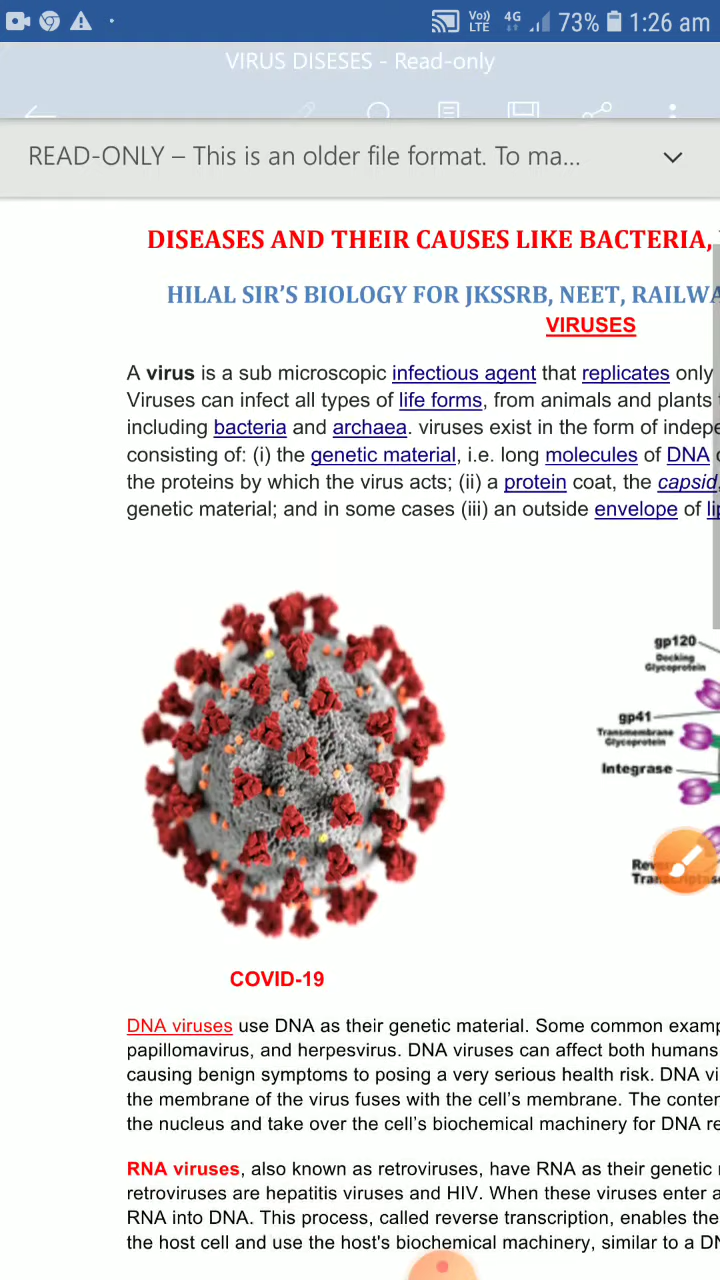 Vo))
LTE
4G
73%
1:26 am
VIRUS DISESES - Read-only
READ-ONLY – This is an older file format. To ma...
DISEASES AND THEIR CAUSES LIKE BACTERIA,
HILAL SIR'S BIOLOGY FOR JKSSRB, NEET, RAILWA
VIRUSES
A virus is a sub microscopic infectious agent that replicates only
Viruses can infect all types of life forms, from animals and plants
including bacteria and archaea. viruses exist in the form of indepe
consisting of: (i) the genetic material, i.e. long molecules of DNA
the proteins by which the virus acts; (ii) a protein coat, the capsid,
genetic material; and in some cases (iii) an outside envelope of li
gp120
Docking
Glycoprotein
gp41
Transmembrane
Glycoprotein
Integrase
COVID-19
DNA viruses use DNA as their genetic material. Some common examp
papillomavirus, and herpesvirus. DNA viruses can affect both humans
causing benign symptoms to posing a very serious health risk. DNA vi
the membrane of the virus fuses with the cell's membrane. The conten
the nucleus and take over the cell's biochemical machinery for DNA re
RNA viruses, also known as retroviruses, have RNA as their genetic
retroviruses are hepatitis viruses and HIV. When these viruses enter a
RNA into DNA. This process, called reverse transcription, enables the
the host cell and use the host's biochemical machinery, similar to a DN